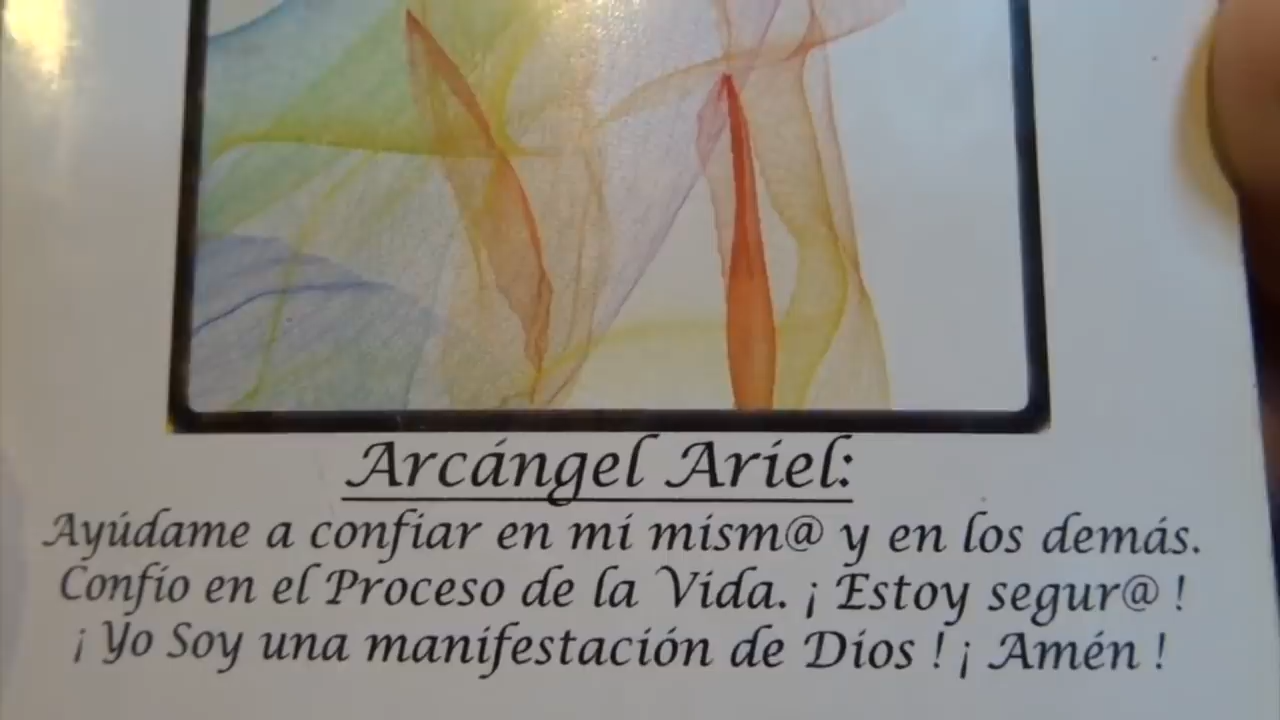 Arcángel Ariel:
Ayúdame a confiar en mí mism@ y en los demás.
Confío en el Proceso de la Vida. ¡ Estoy segur@ !
¡ Yo Soy una manifestación de Dios ! ¡ Amén !